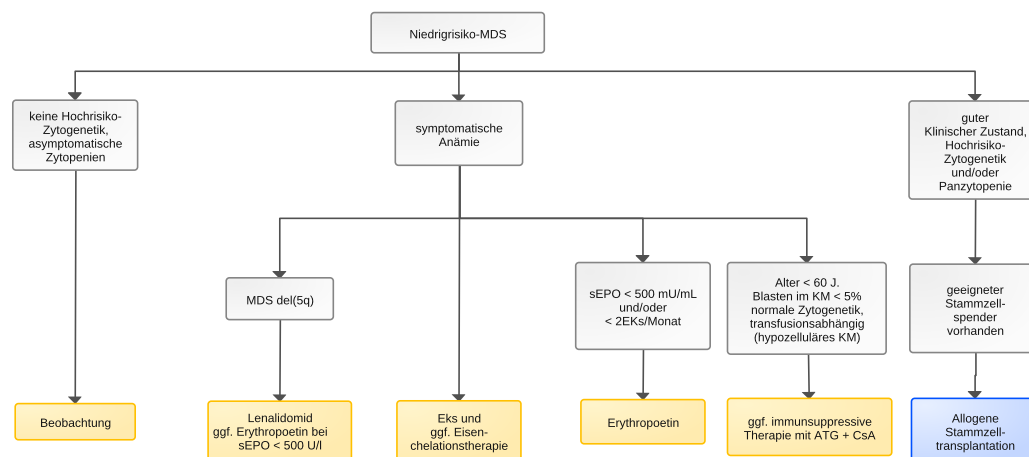 Niedrigrisiko-MDS
keine Hochrisiko-
Zytogenetik,
asymptomatische
Zytopenien
symptomatische
Anämie
guter
Klinischer Zustand,
Hochrisiko-
Zytogenetik
und/oder
Panzytopenie
MDS del(5q)
sEPO < 500 mU/mL
und/oder
< 2EKs/Monat
Alter < 60 J.
Blasten im KM < 5%
normale Zytogenetik,
transfusionsabhängig
(hypozelluläres KM)
geeigneter
Stammzell-
spender
vorhanden
Beobachtung
Lenalidomid
ggf. Erythropoetin bei
sEPO < 500 U/l
Eks und
ggf. Eisen-
chelationstherapie
Erythropoetin
ggf. immunsuppressive
Therapie mit ATG + CsA
Allogene
Stammzell-
transplantation